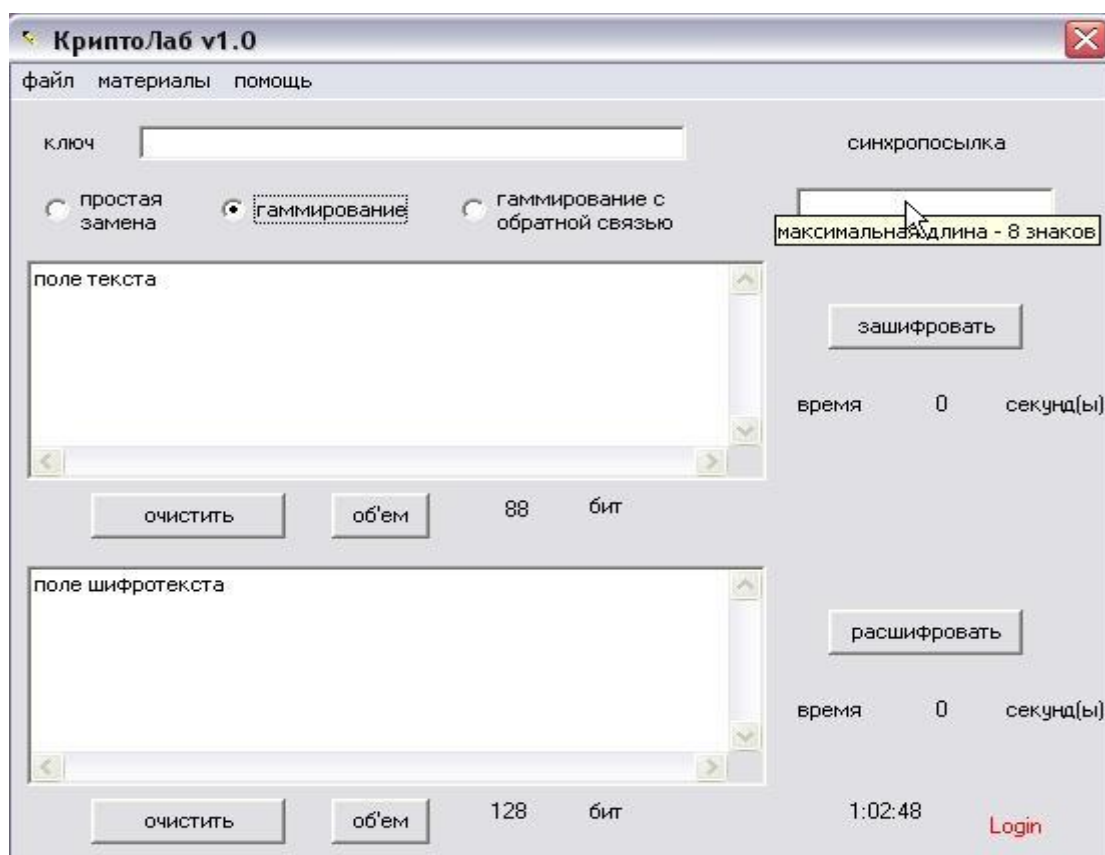 КриптоЛаб v1.0
файл материалы помощь
ключ
синхропосылка
простая замена
гаммирование
гаммирование с обратной связью
максимальная длина - 8 знаков
поле текста
зашифровать
время 0 секунд(ы)
очистить об'ем 88 бит
поле шифротекста
расшифровать
время 0 секунд(ы)
очистить об'ем 128 бит
1:02:48 Login